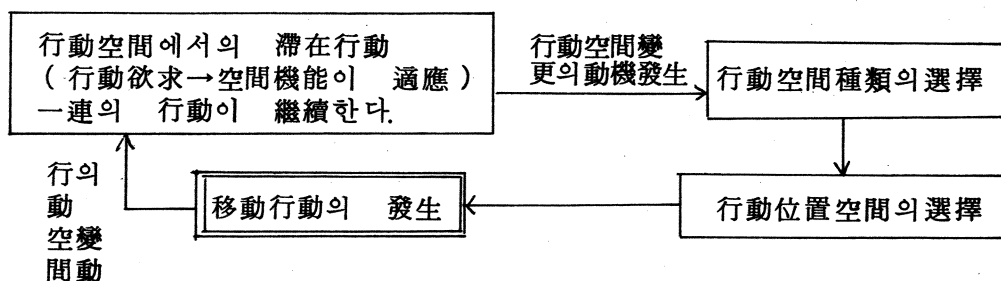 行動空間에서의 滯在行動
(行動欲求→空間機能이 適應)
一連의 行動이 繼續한다.
行動空間變
更의動機發生
行動空間種類의選擇
行動位置空間의選擇
移動行動의 發生
行의
動
空變
間動